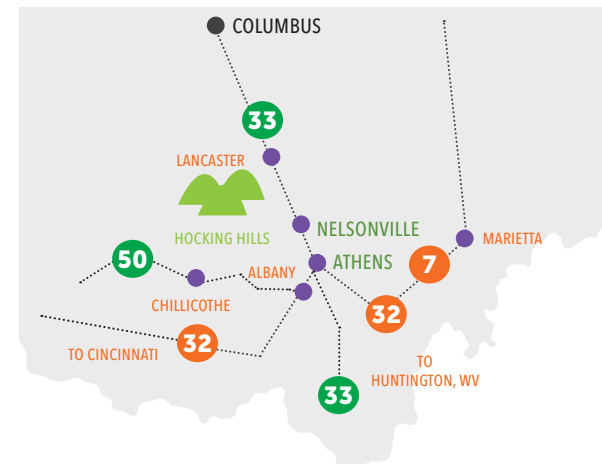 COLUMBUS
33
LANCASTER
HOCKING HILLS
NELSONVILLE
MARIETTA
50
ATHENS
7
ALBANY
CHILLICOTHE
32
32
TO CINCINNATI
TO
HUNTINGTON, WV
33